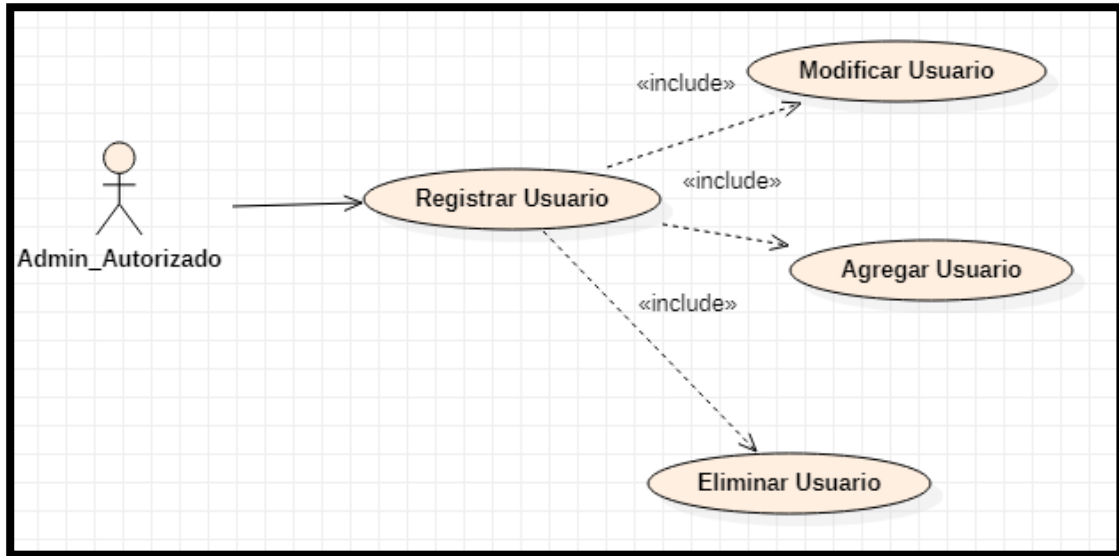 Modificar Usuario
«include»
«include»
Registrar Usuario
Admin_Autorizado
Agregar Usuario
«include»
Eliminar Usuario